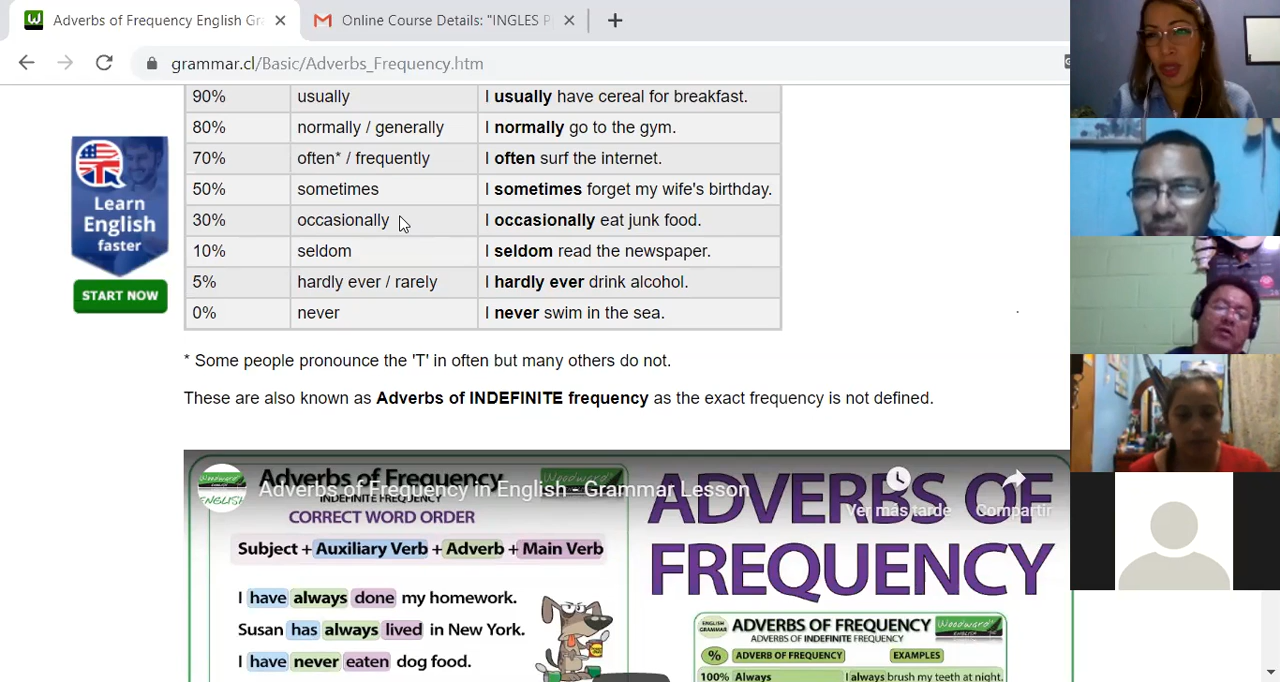 Adverbs of Frequency English Gr
Online Course Details: "INGLES P
grammar.cl/Basic/Adverbs_Frequency.htm
90% usually I usually have cereal for breakfast.
80% normally / generally I normally go to the gym.
70% often* / frequently I often surf the internet.
50% sometimes I sometimes forget my wife's birthday.
30% occasionally I occasionally eat junk food.
10% seldom I seldom read the newspaper.
5% hardly ever / rarely I hardly ever drink alcohol.
0% never I never swim in the sea.
Learn
English
faster
START NOW
* Some people pronounce the 'T' in often but many others do not.
These are also known as Adverbs of INDEFINITE frequency as the exact frequency is not defined.
Adverbs of Frequency in English - Grammar Lesson
Ver más tarde
Compartir
Woodward
ENGLISH
Adverbs of Frequency
INDEFINITE FREQUENCY
CORRECT WORD ORDER
Subject + Auxiliary Verb + Adverb + Main Verb
I have always done my homework.
Susan has always lived in New York.
I have never eaten dog food.
ADVERBS OF
FREQUENCY
ENGLISH
GRAMMAR
ADVERBS OF FREQUENCY
ADVERBS OF INDEFINITE FREQUENCY
Woodward
% ADVERB OF FREQUENCY EXAMPLES
100% Always I always brush my teeth at night.